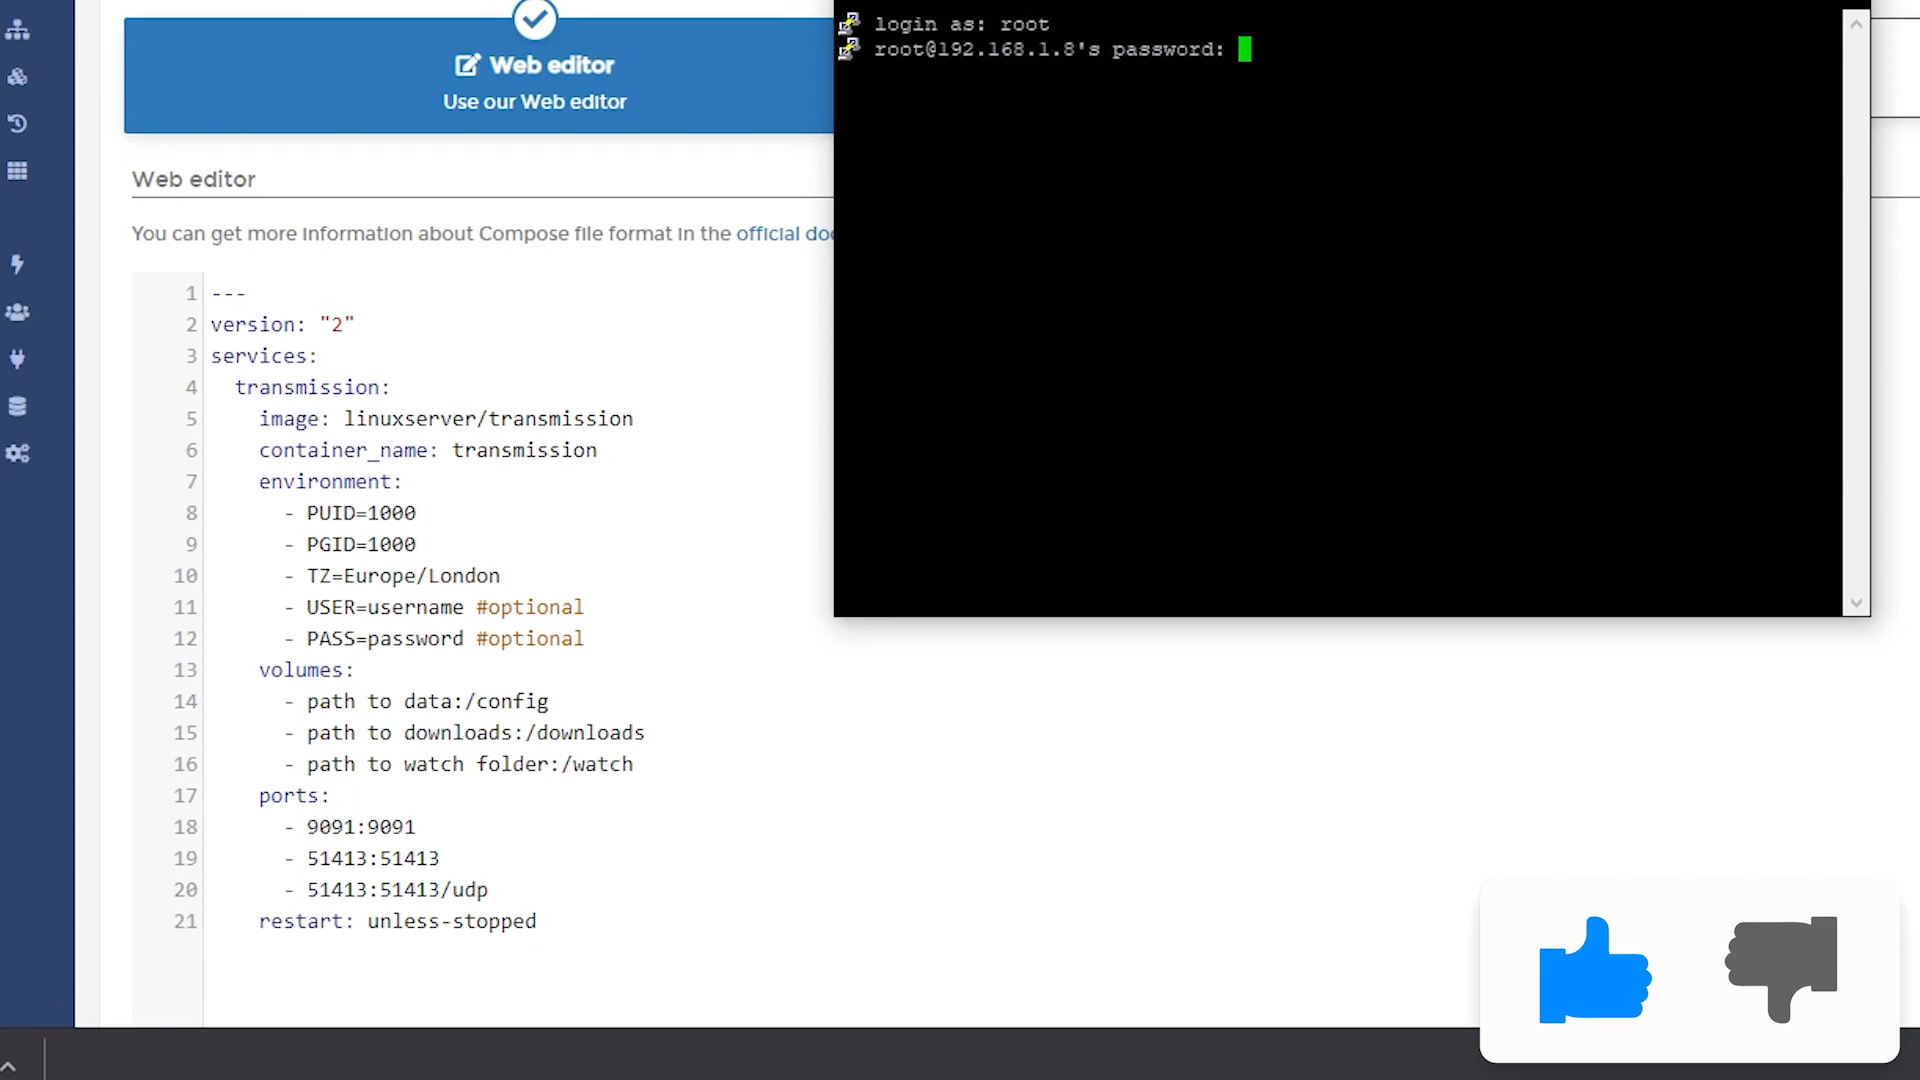 Web editor
Use our Web editor
Web editor
You can get more information about Compose file format in the official doc
1 ---
2 version: "2"
3 services:
4 transmission:
5 image: linuxserver/transmission
6 container_name: transmission
7 environment:
8 - PUID=1000
9 - PGID=1000
10 - TZ=Europe/London
11 - USER=username #optional
12 - PASS=password #optional
13 volumes:
14 - path to data:/config
15 - path to downloads:/downloads
16 - path to watch folder:/watch
17 ports:
18 - 9091:9091
19 - 51413:51413
20 - 51413:51413/udp
21 restart: unless-stopped
login as: root
root@192.168.1.8's password: